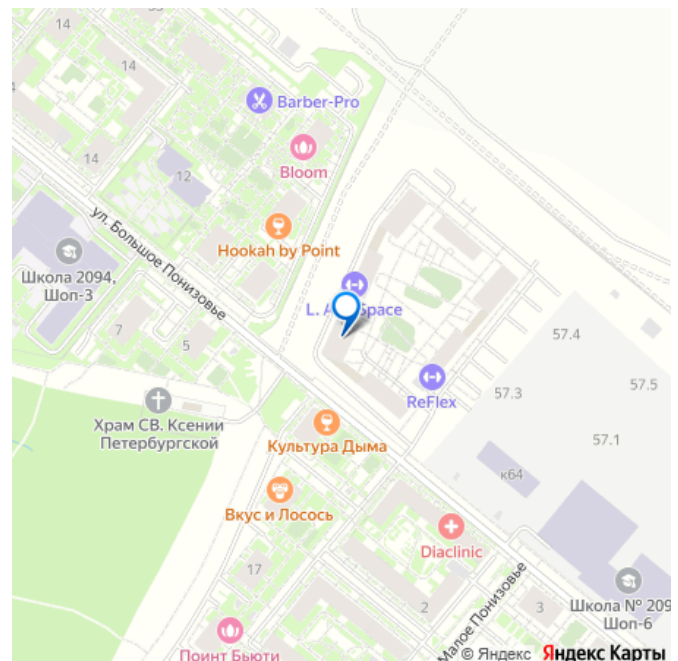 14
14
14
Barber-Pro
Bloom
12
Hookah by Point
ул. Большое Понизовье
Школа 2094,
Шоп-3
L. A Space
7
5
57.4
57.5
57.3
57.1
ReFlex
Храм СВ. Ксении
Петербургской
Культура Дыма
к64
Вкус и Лосось
Diaclinic
17
2
3
Школа № 209
Шоп-6
Малое Понизовье
Поинт Бьюти
© Яндекс Яндекс Карты